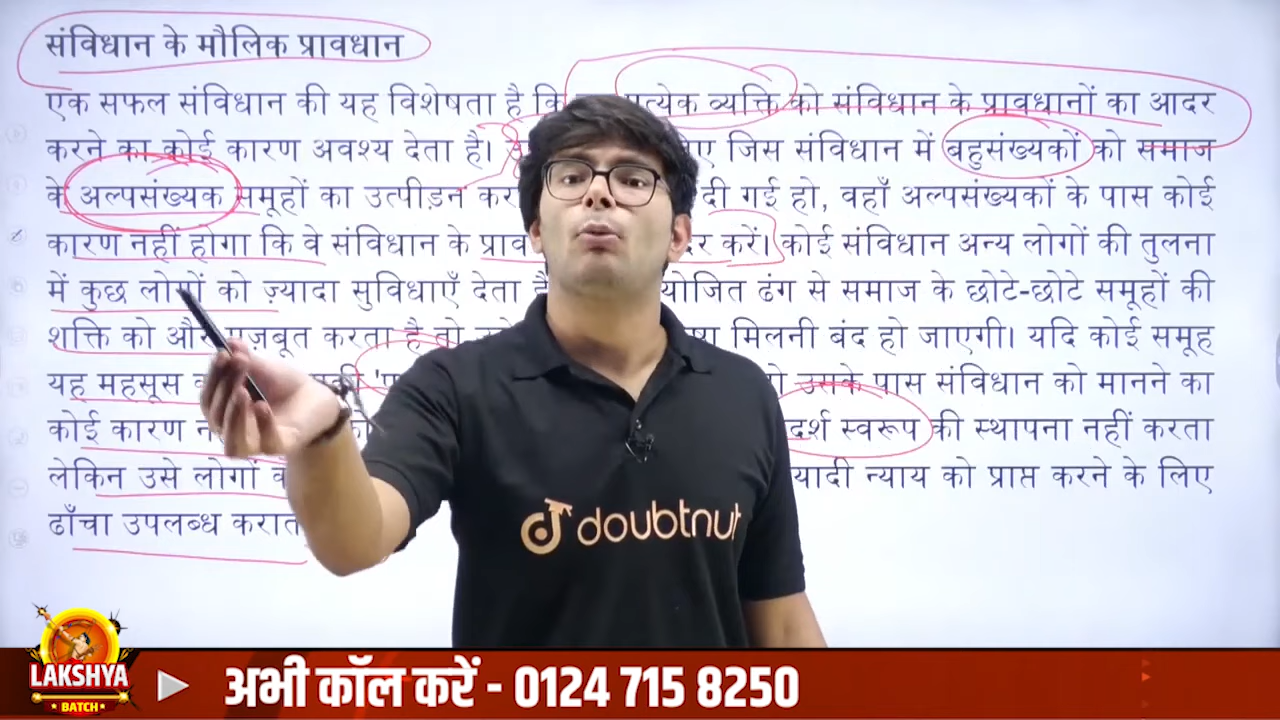 संविधान के मौलिक प्रावधान
एक सफल संविधान की यह विशेषता है कि प्रत्येक व्यक्ति को संविधान के प्रावधानों का आदर
करने का कोई कारण अवश्य देता है। जिस संविधान में बहुसंख्यकों को समाज
के अल्पसंख्यक समूहों का उत्पीड़न दी गई हो, वहाँ अल्पसंख्यकों के पास कोई
कारण नहीं होगा कि वे संविधान के करें। कोई संविधान अन्य लोगों की तुलना
में कुछ लोगों को ज़्यादा सुविधाएँ देता ढंग से समाज के छोटे-छोटे समूहों की
शक्ति को और मज़बूत करता है तो मिलनी बंद हो जाएगी। यदि कोई समूह
यह महसूस उसके पास संविधान को मानने का
कोई कारण स्वरूप की स्थापना नहीं करता
लेकिन उसे लोगों न्याय को प्राप्त करने के लिए
ढाँचा उपलब्ध
doubtnut
LAKSHYA
BATCH
अभी कॉल करें - 0124 715 8250